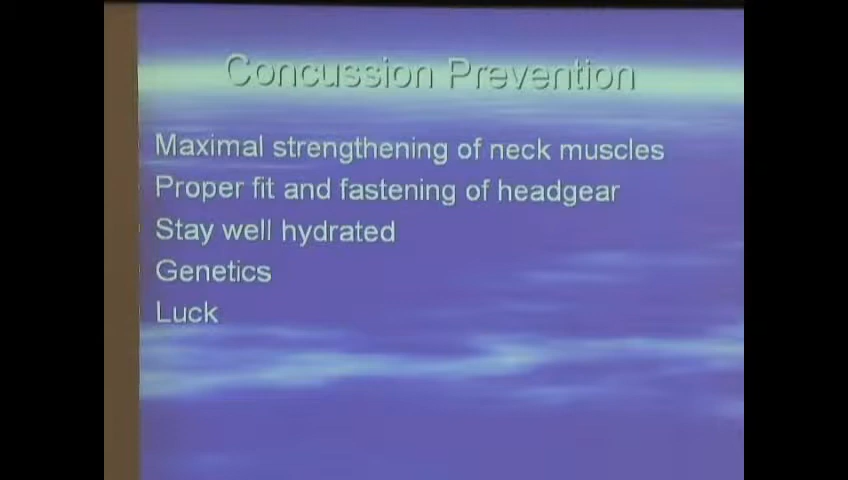 Concussion Prevention
Maximal strengthening of neck muscles
Proper fit and fastening of headgear
Stay well hydrated
Genetics
Luck